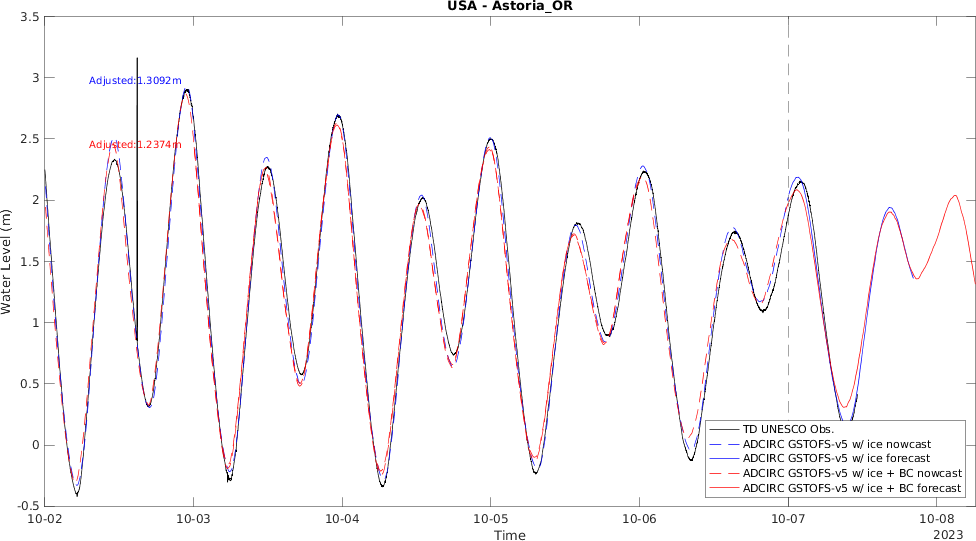 USA - Astoria_OR
3.5
3
2.5
2
1.5
1
0.5
0
-0.5
Water Level (m)
Adjusted:1.3092m
Adjusted:1.2374m
TD UNESCO Obs.
ADCIRC GSTOFS-v5 w/ ice nowcast
ADCIRC GSTOFS-v5 w/ ice forecast
ADCIRC GSTOFS-v5 w/ ice + BC nowcast
ADCIRC GSTOFS-v5 w/ ice + BC forecast
10-02 10-03 10-04 10-05 10-06 10-07 10-08
Time
2023